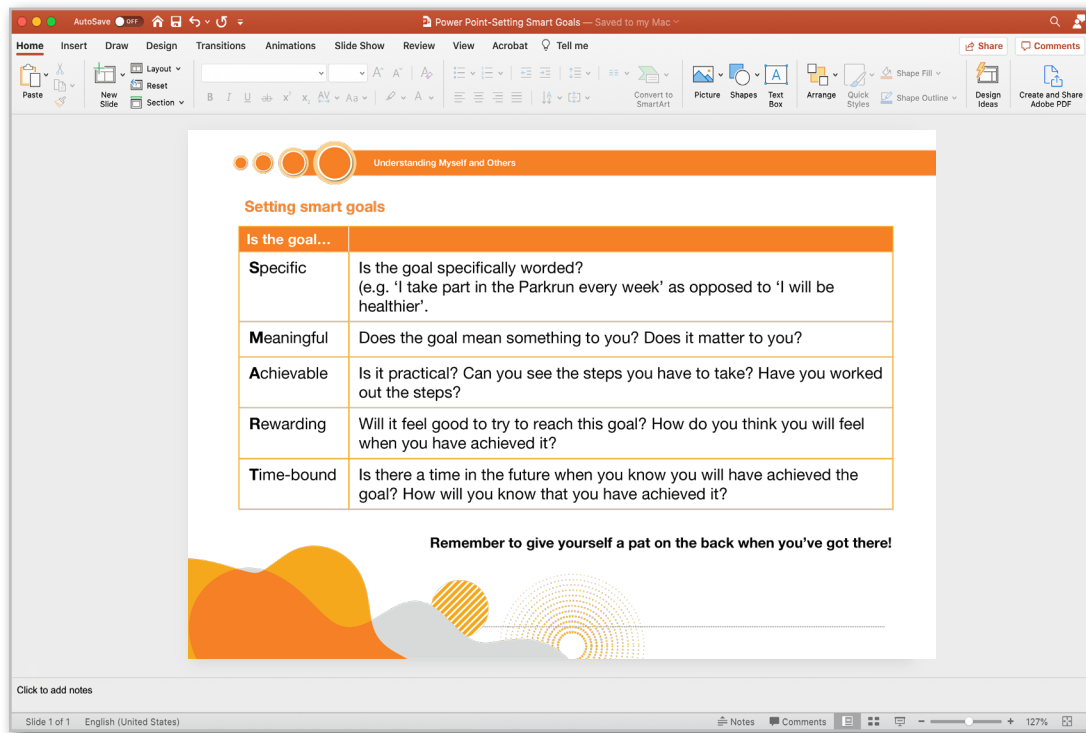 AutoSave OFF
Power Point-Setting Smart Goals — Saved to my Mac
Home Insert Draw Design Transitions Animations Slide Show Review View Acrobat Tell me
Share Comments
Paste
New
Slide
Layout
Reset
Section
B I U ab x² x₂ AV Aa A
A A A
Convert to
SmartArt
Picture
Shapes
A
Text
Box
Arrange
Quick
Styles
Shape Fill
Shape Outline
Design
Ideas
Create and Share
Adobe PDF
Understanding Myself and Others
Setting smart goals
Is the goal...
Specific
Is the goal specifically worded?
(e.g. ‘I take part in the Parkrun every week’ as opposed to ‘I will be
healthier’.
Meaningful
Does the goal mean something to you? Does it matter to you?
Achievable
Is it practical? Can you see the steps you have to take? Have you worked
out the steps?
Rewarding
Will it feel good to try to reach this goal? How do you think you will feel
when you have achieved it?
Time-bound
Is there a time in the future when you know you will have achieved the
goal? How will you know that you have achieved it?
Remember to give yourself a pat on the back when you’ve got there!
Click to add notes
Slide 1 of 1 English (United States)
Notes Comments 127%